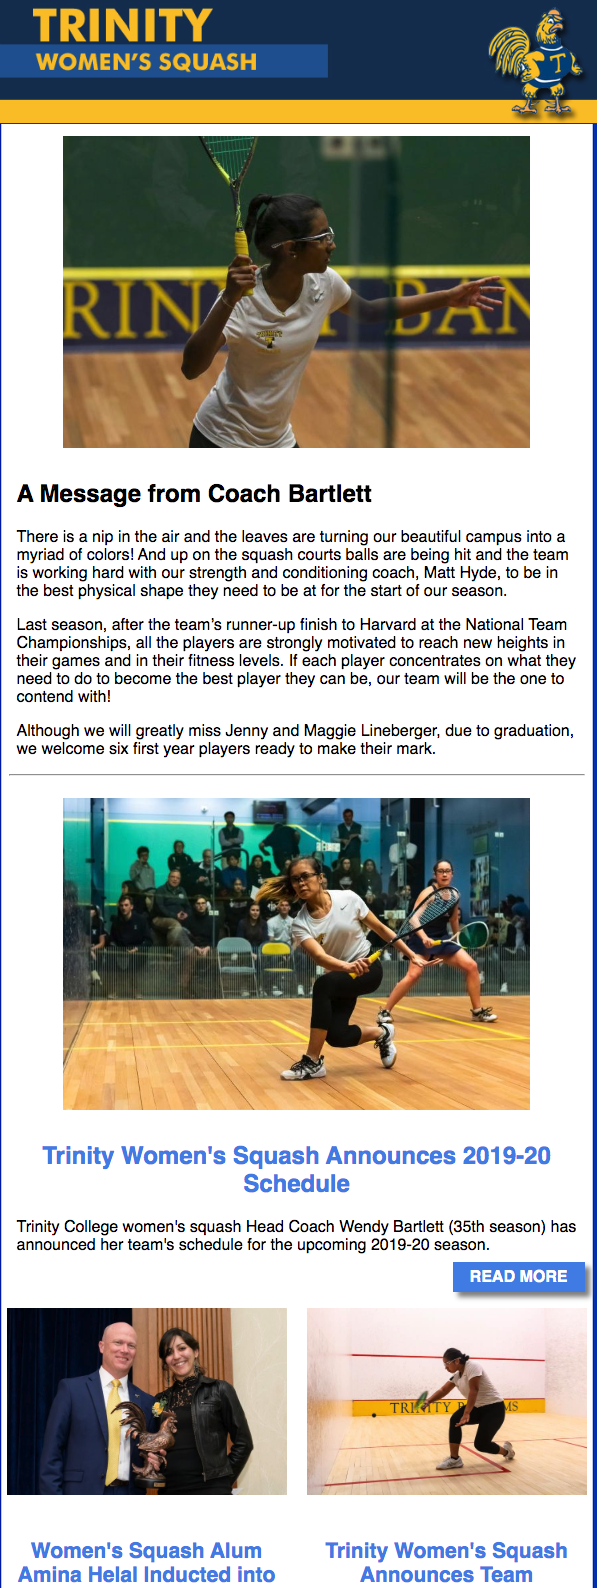 TRINITY
WOMEN'S SQUASH
T
TRINITY
RIN
BAN
A Message from Coach Bartlett
There is a nip in the air and the leaves are turning our beautiful campus into a
myriad of colors! And up on the squash courts balls are being hit and the team
is working hard with our strength and conditioning coach, Matt Hyde, to be in
the best physical shape they need to be at for the start of our season.
Last season, after the team’s runner-up finish to Harvard at the National Team
Championships, all the players are strongly motivated to reach new heights in
their games and in their fitness levels. If each player concentrates on what they
need to do to become the best player they can be, our team will be the one to
contend with!
Although we will greatly miss Jenny and Maggie Lineberger, due to graduation,
we welcome six first year players ready to make their mark.
Trinity Women's Squash Announces 2019-20
Schedule
Trinity College women's squash Head Coach Wendy Bartlett (35th season) has
announced her team's schedule for the upcoming 2019-20 season.
READ MORE
TRINITY B MS
Women's Squash Alum
Amina Helal Inducted into
Trinity Women's Squash
Announces Team